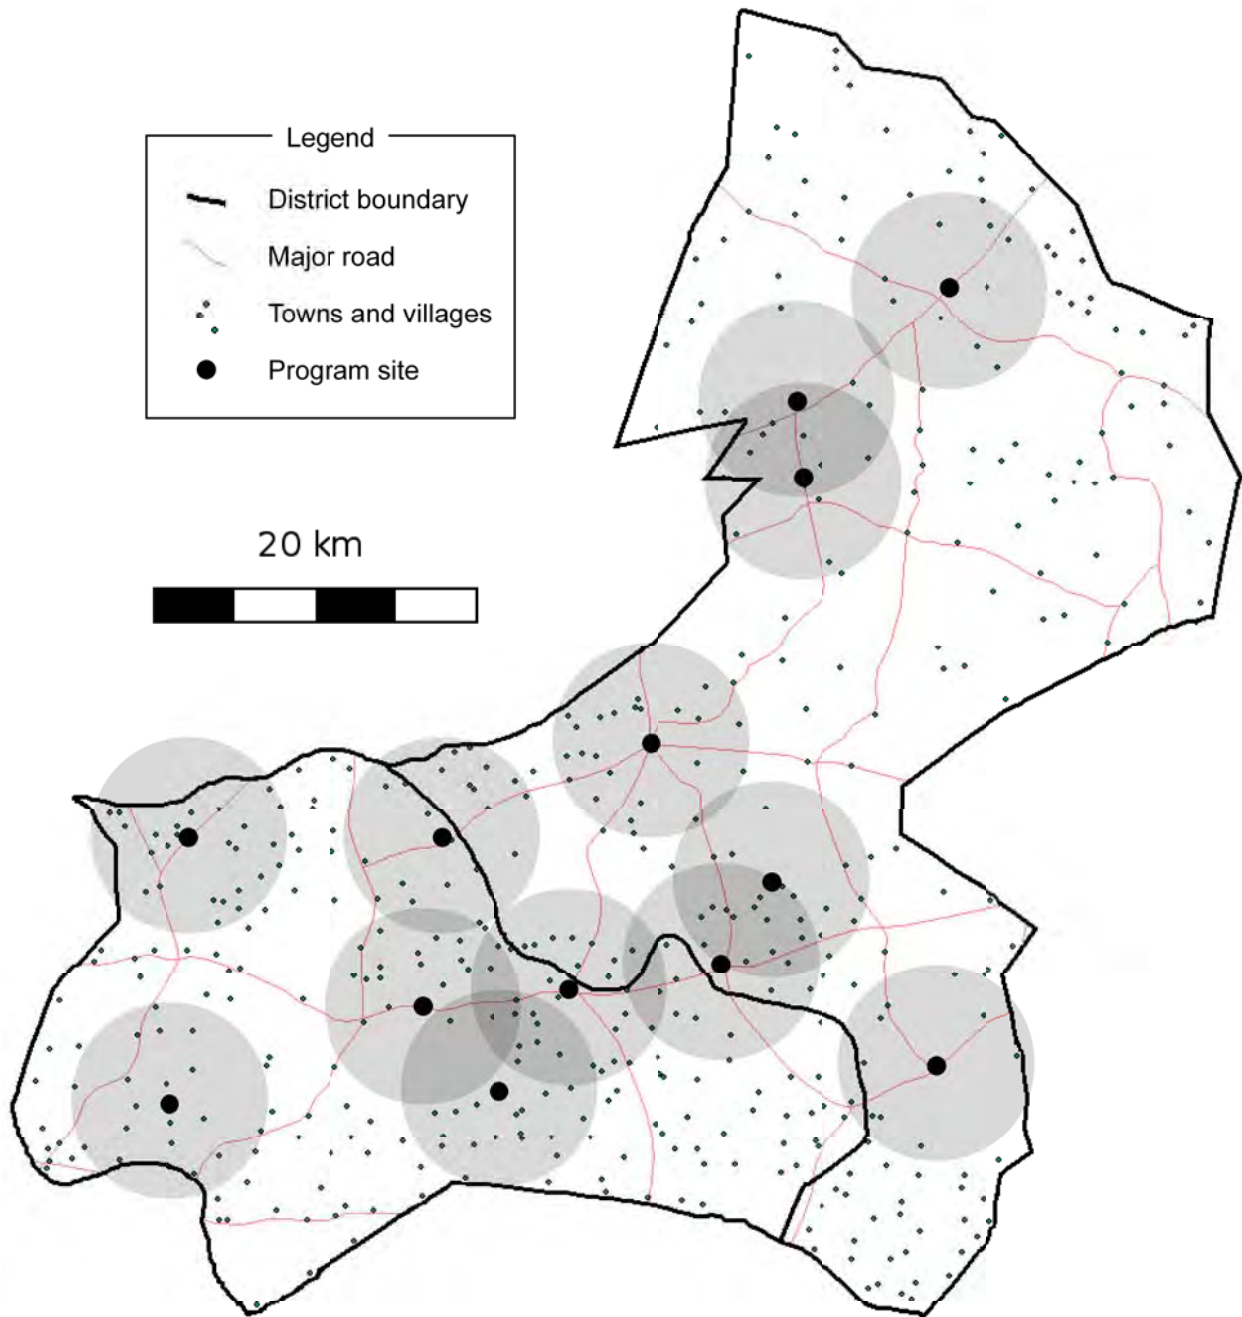 Legend
District boundary
Major road
Towns and villages
Program site
20 km